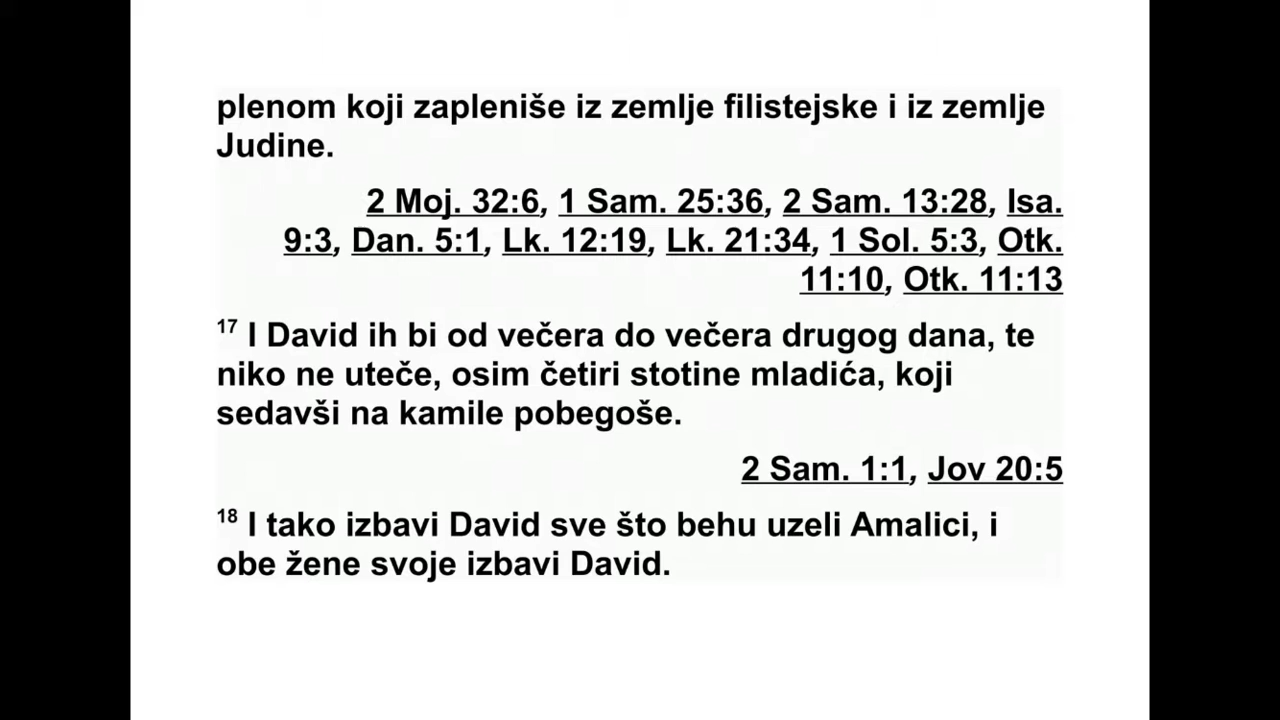 plenom koji zapleniše iz zemlje filistejske i iz zemlje
Judine.
2 Moj. 32:6, 1 Sam. 25:36, 2 Sam. 13:28, Isa.
9:3, Dan. 5:1, Lk. 12:19, Lk. 21:34, 1 Sol. 5:3, Otk.
11:10, Otk. 11:13
17 I David ih bi od večera do večera drugog dana, te
niko ne uteče, osim četiri stotine mladića, koji
sedavši na kamile pobegoše.
2 Sam. 1:1, Jov 20:5
18 I tako izbavi David sve što behu uzeli Amalici, i
obe žene svoje izbavi David.